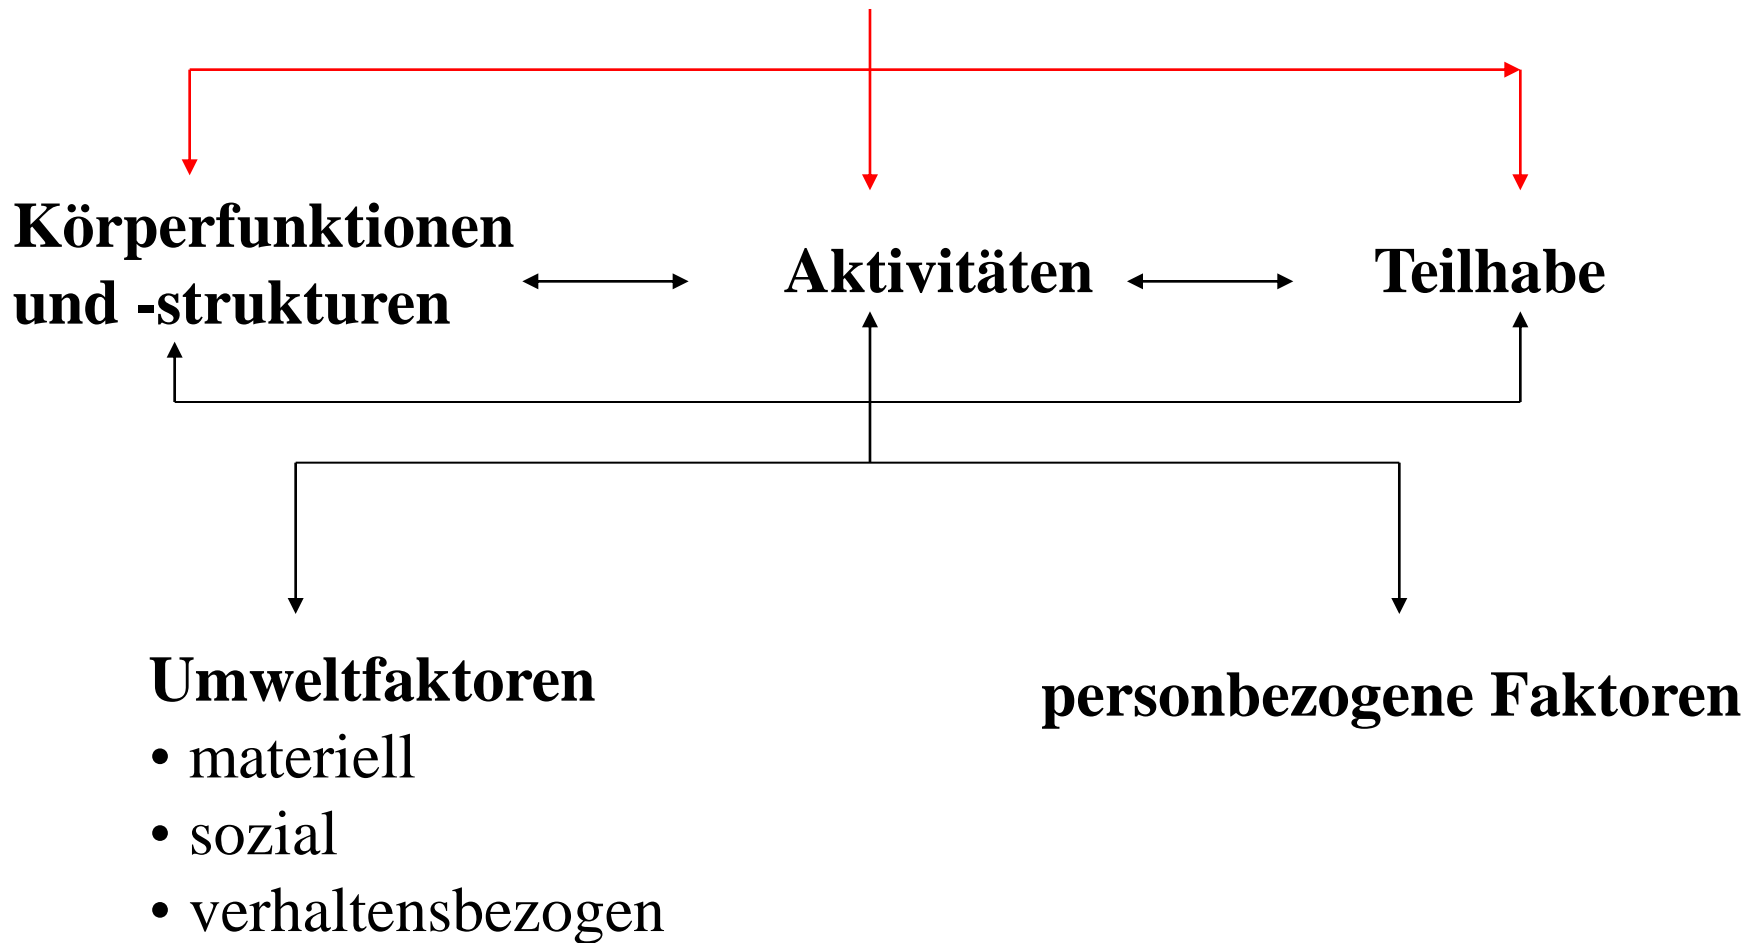 Körperfunktionen
und -strukturen
Aktivitäten
Teilhabe
Umweltfaktoren
• materiell
• sozial
• verhaltensbezogen
personbezogene Faktoren